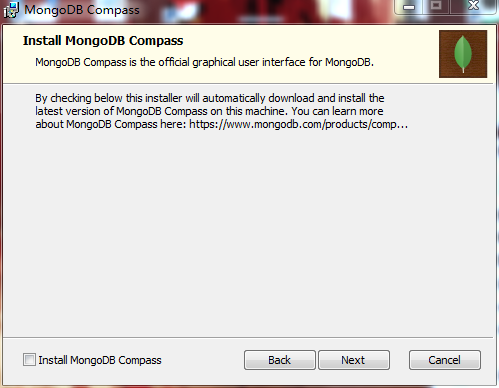 MongoDB Compass
Install MongoDB Compass
MongoDB Compass is the official graphical user interface for MongoDB.
By checking below this installer will automatically download and install the
latest version of MongoDB Compass on this machine. You can learn more
about MongoDB Compass here: https://www.mongodb.com/products/comp...
Install MongoDB Compass
Back
Next
Cancel